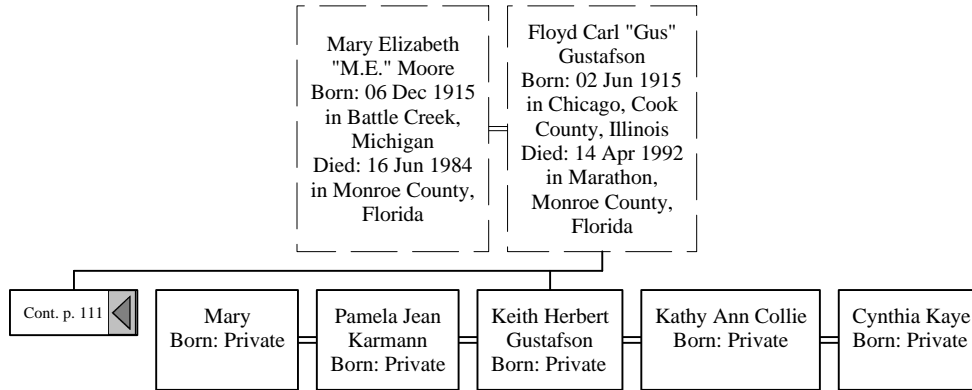 Mary Elizabeth
"M.E." Moore
Born: 06 Dec 1915
in Battle Creek,
Michigan
Died: 16 Jun 1984
in Monroe County,
Florida
Floyd Carl "Gus"
Gustafson
Born: 02 Jun 1915
in Chicago, Cook
County, Illinois
Died: 14 Apr 1992
in Marathon,
Monroe County,
Florida
Cont. p. 111
Mary
Born: Private
Pamela Jean
Karmann
Born: Private
Keith Herbert
Gustafson
Born: Private
Kathy Ann Collie
Born: Private
Cynthia Kaye
Born: Private